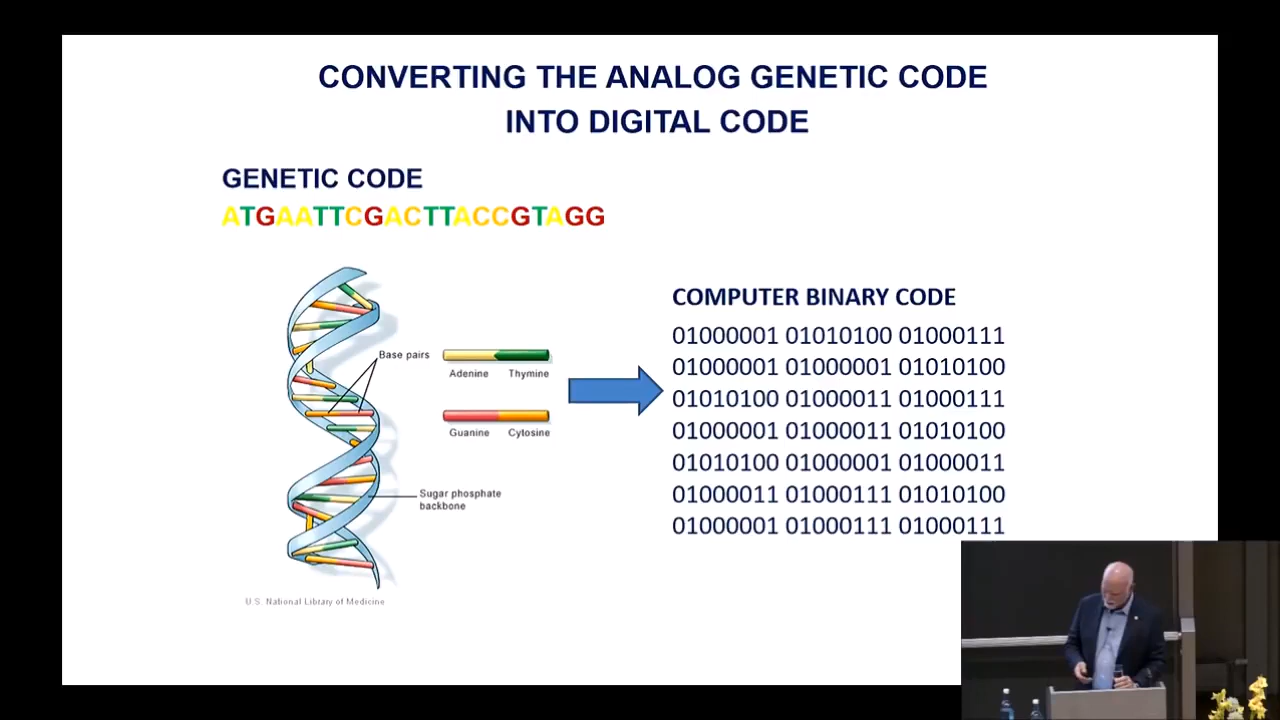 CONVERTING THE ANALOG GENETIC CODE
INTO DIGITAL CODE
GENETIC CODE
ATGAATTCGACTTACCGTAGG
COMPUTER BINARY CODE
01000001 01010100 01000111
01000001 01000001 01010100
01010100 01000011 01000111
01000001 01000011 01010100
01010100 01000001 01000011
01000011 01000111 01010100
01000001 01000111 01000111
Base pairs
Adenine Thymine
Guanine Cytosine
Sugar phosphate
backbone
U.S. National Library of Medicine